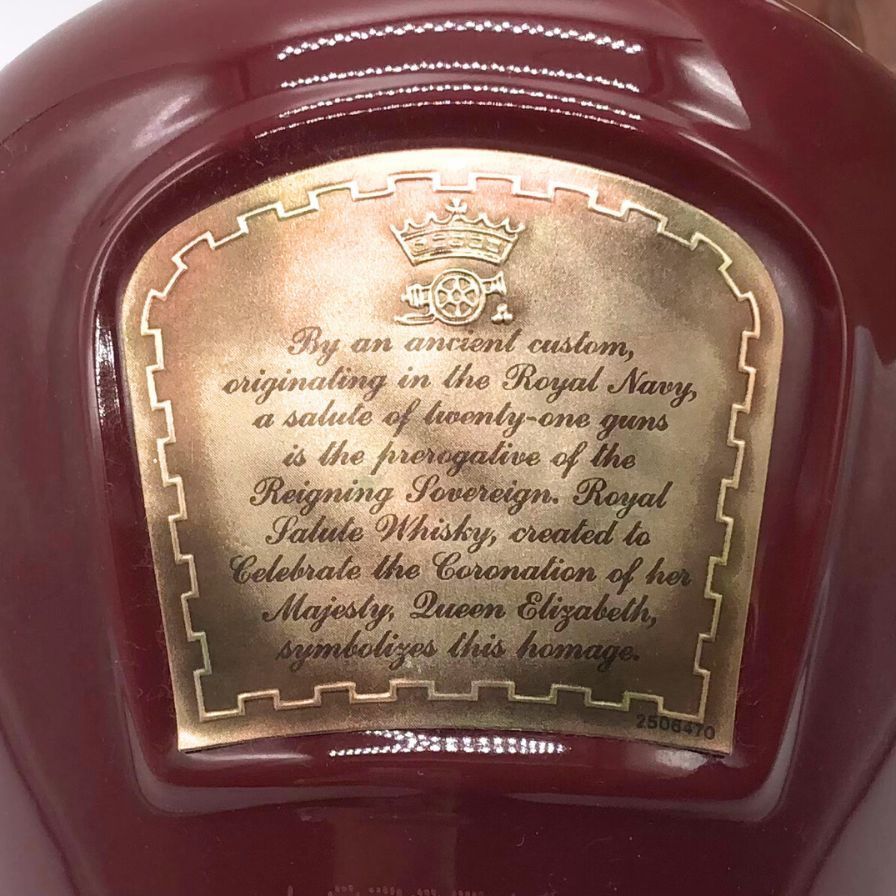 By an ancient custom,
originating in the Royal Navy,
a salute of twenty-one guns
is the prerogative of the
Reigning Sovereign. Royal
Salute Whisky, created to
Celebrate the Coronation of her
Majesty, Queen Elizabeth,
symbolizes this homage.
2506470